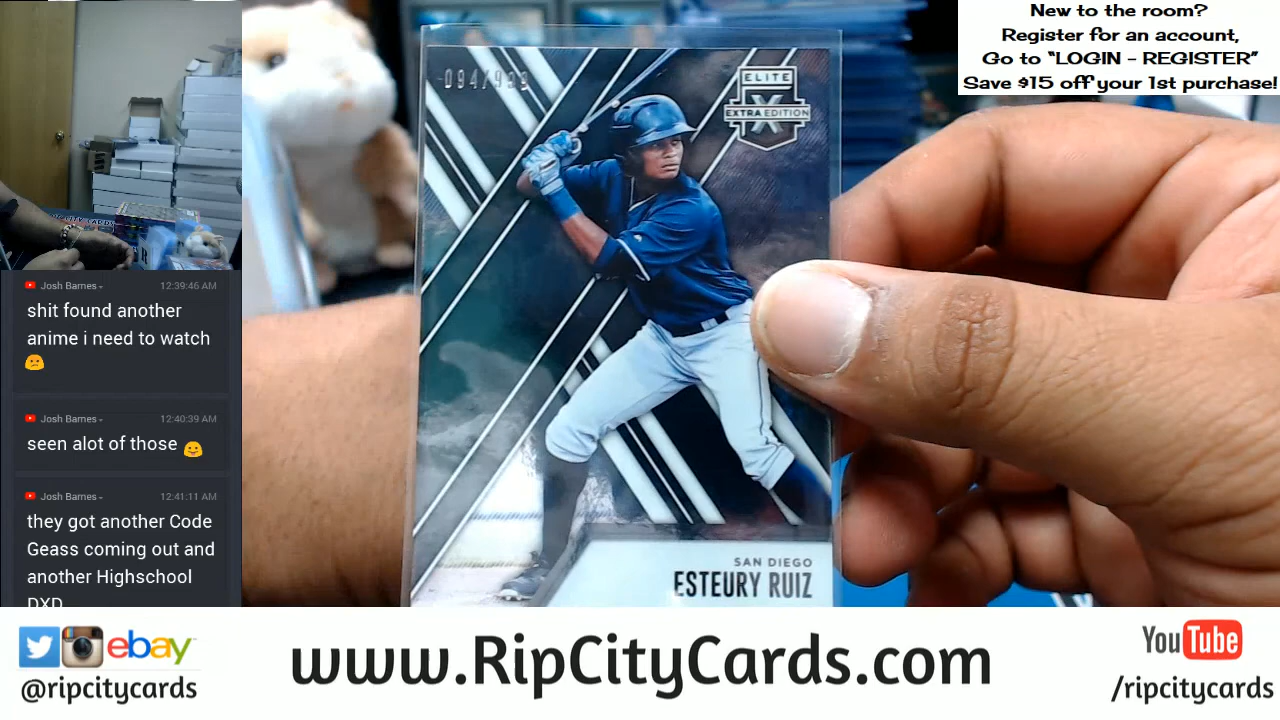 New to the room?
Register for an account,
Go to "LOGIN - REGISTER"
Save $15 off your 1st purchase!
Josh Barnes
12:39:46 AM
shit found another
anime i need to watch
Josh Barnes
12:40:39 AM
seen alot of those
Josh Barnes
12:41:11 AM
they got another Code
Geass coming out and
another Highschool
DXD
ELITE
X
EXTRA EDITION
SAN DIEGO
ESTEURY RUIZ
ebay
@ripcitycards
www.RipCityCards.com
YouTube
/ripcitycards